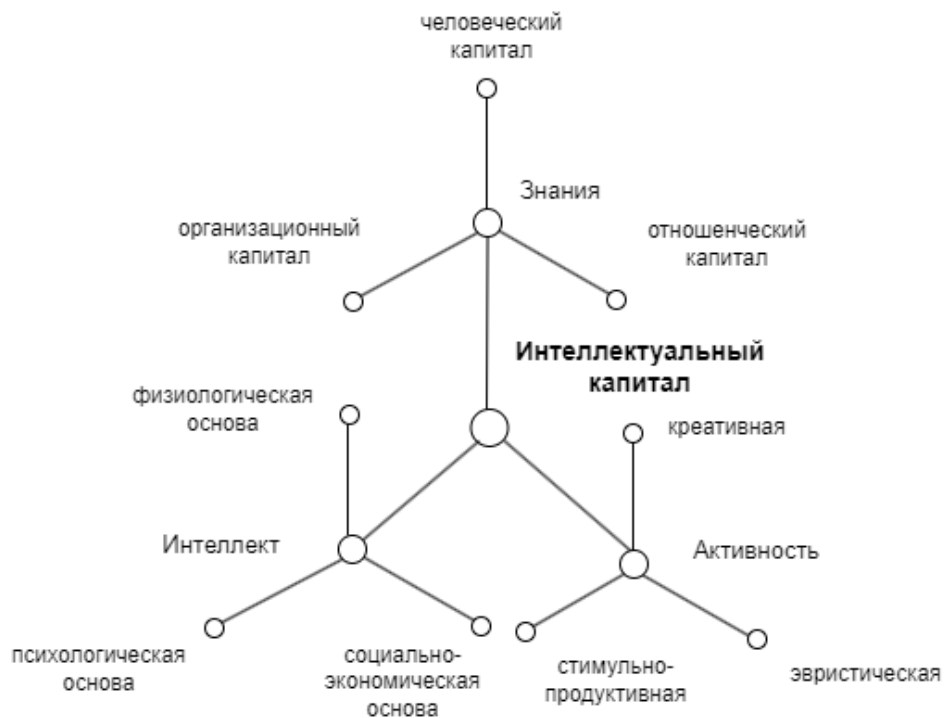 человеческий
капитал
Знания
организационный
капитал
отношенческий
капитал
Интеллектуальный
капитал
физиологическая
основа
креативная
Интеллект
Активность
психологическая
основа
социально-
экономическая
основа
стимульно-
продуктивная
эвристическая